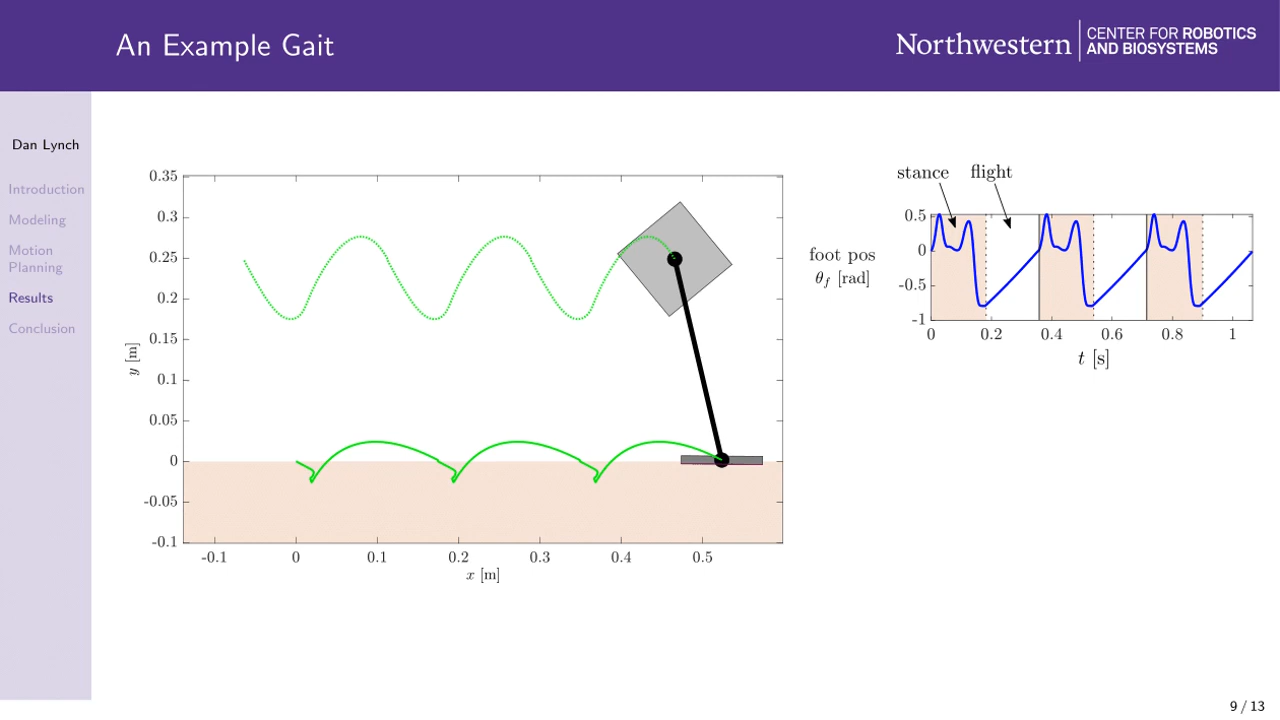 An Example Gait
Northwestern
CENTER FOR ROBOTICS
AND BIOSYSTEMS
Dan Lynch
Introduction
Modeling
Motion
Planning
Results
Conclusion
0.35
0.3
0.25
0.2
0.15
0.1
0.05
0
-0.05
-0.1
y [m]
-0.1 0 0.1 0.2 0.3 0.4 0.5
x [m]
stance flight
foot pos
θf [rad]
0.5
0
-0.5
-1
0 0.2 0.4 0.6 0.8 1
t [s]
9 / 13